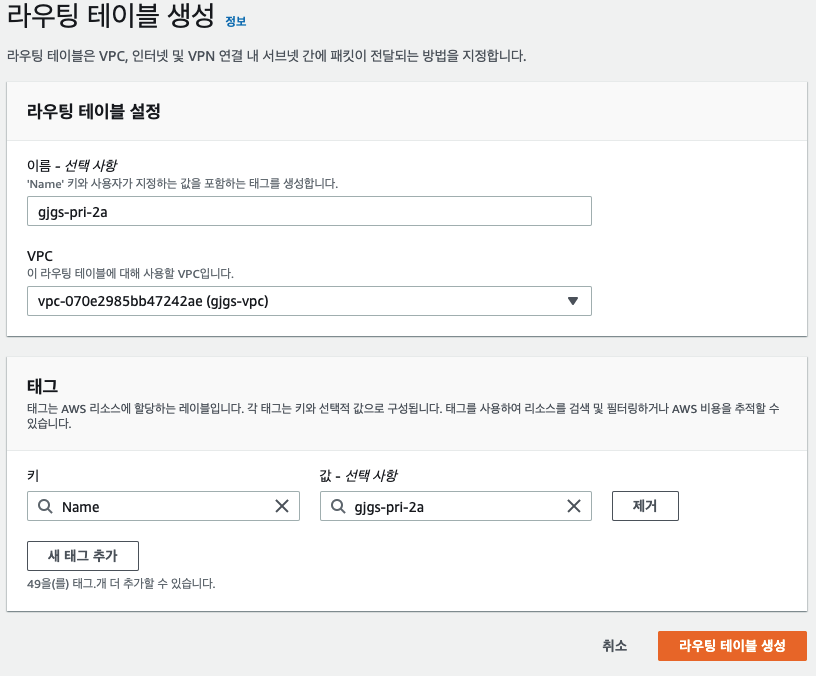 라우팅 테이블 생성 정보
라우팅 테이블은 VPC, 인터넷 및 VPN 연결 내 서브넷 간에 패킷이 전달되는 방법을 지정합니다.
라우팅 테이블 설정
이름 - 선택 사항
'Name' 키와 사용자가 지정하는 값을 포함하는 태그를 생성합니다.
gjgs-pri-2a
VPC
이 라우팅 테이블에 대해 사용할 VPC입니다.
vpc-070e2985bb47242ae (gjgs-vpc)
태그
태그는 AWS 리소스에 할당하는 레이블입니다. 각 태그는 키와 선택적 값으로 구성됩니다. 태그를 사용하여 리소스를 검색 및 필터링하거나 AWS 비용을 추적할 수
있습니다.
키 값 - 선택 사항
Name gjgs-pri-2a 제거
새 태그 추가
49을(를) 태그.개 더 추가할 수 있습니다.
취소 라우팅 테이블 생성